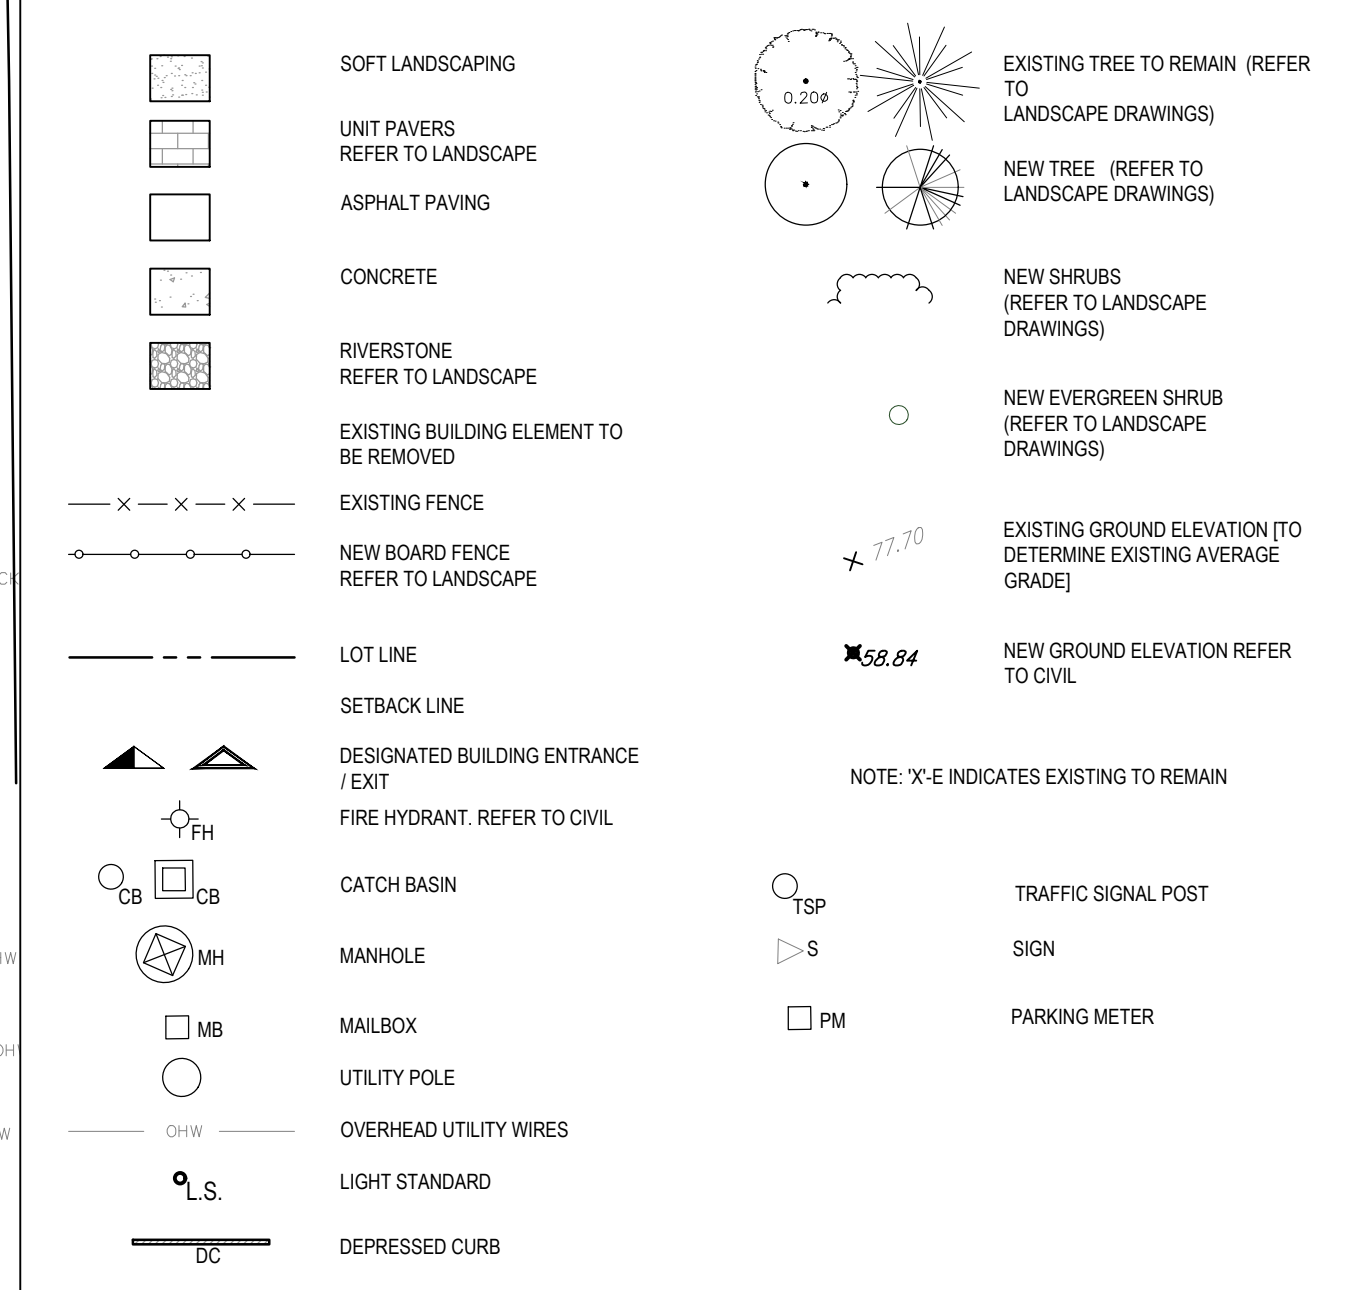 SOFT LANDSCAPING
UNIT PAVERS
REFER TO LANDSCAPE
ASPHALT PAVING
CONCRETE
RIVERSTONE
REFER TO LANDSCAPE
EXISTING BUILDING ELEMENT TO
BE REMOVED
EXISTING FENCE
NEW BOARD FENCE
REFER TO LANDSCAPE
LOT LINE
SETBACK LINE
DESIGNATED BUILDING ENTRANCE
/ EXIT
FH
FIRE HYDRANT. REFER TO CIVIL
CB CB
CATCH BASIN
MH
MANHOLE
MB
MAILBOX
UTILITY POLE
OHW
OVERHEAD UTILITY WIRES
L.S.
LIGHT STANDARD
DC
DEPRESSED CURB
0.20ø
EXISTING TREE TO REMAIN (REFER
TO
LANDSCAPE DRAWINGS)
NEW TREE (REFER TO
LANDSCAPE DRAWINGS)
NEW SHRUBS
(REFER TO LANDSCAPE
DRAWINGS)
NEW EVERGREEN SHRUB
(REFER TO LANDSCAPE
DRAWINGS)
77.70
EXISTING GROUND ELEVATION [TO
DETERMINE EXISTING AVERAGE
GRADE]
58.84
NEW GROUND ELEVATION REFER
TO CIVIL
NOTE: 'X'-E INDICATES EXISTING TO REMAIN
TSP
TRAFFIC SIGNAL POST
S
SIGN
PM
PARKING METER